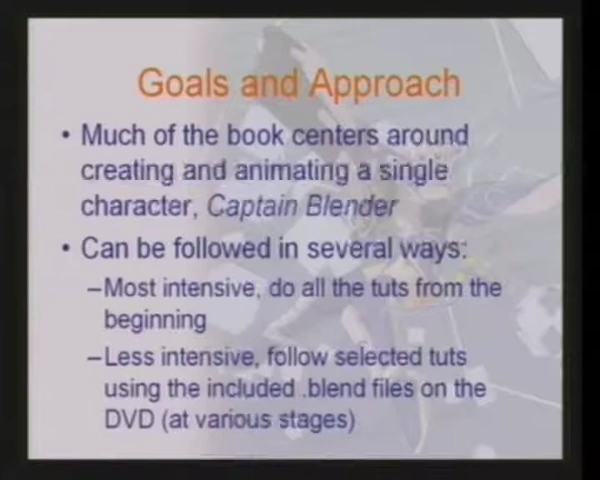 Goals and Approach
• Much of the book centers around
creating and animating a single
character, Captain Blender
• Can be followed in several ways:
–Most intensive, do all the tuts from the
beginning
–Less intensive, follow selected tuts
using the included .blend files on the
DVD (at various stages)